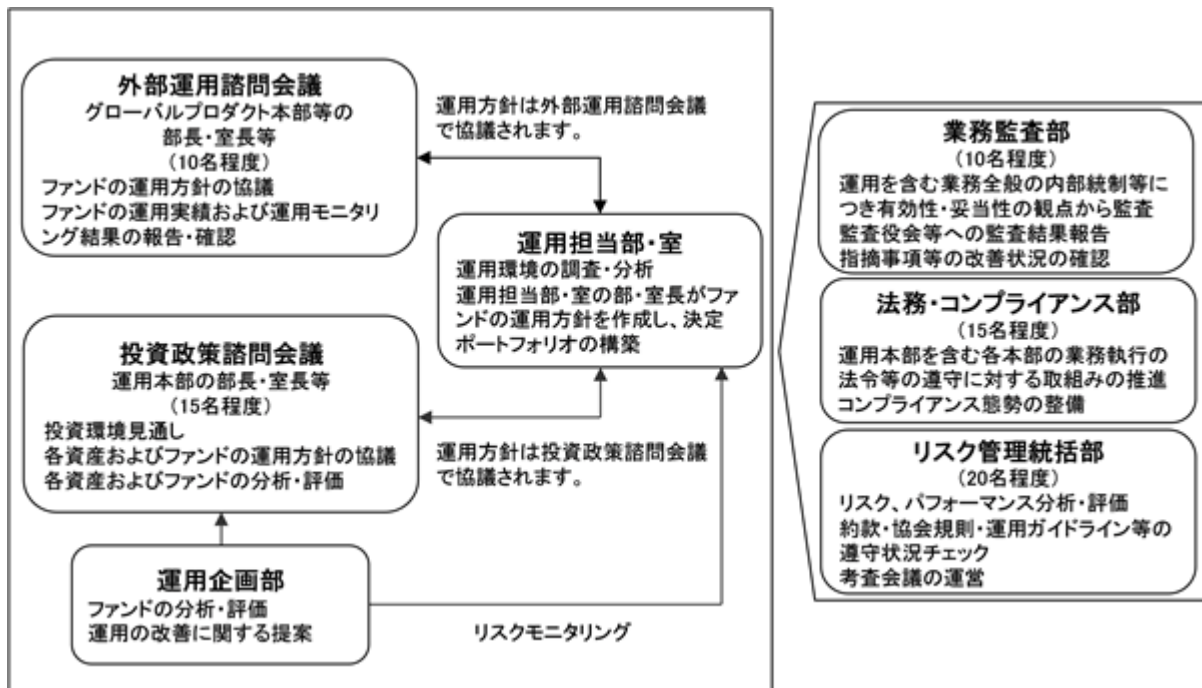 外部運用諮問会議
グローバルプロダクト本部等の
部長・室長等
（10名程度）
ファンドの運用方針の協議
ファンドの運用実績および運用モニタリ
ング結果の報告・確認
運用方針は外部運用諮問会議
で協議されます。
運用担当部・室
運用環境の調査・分析
運用担当部・室の部・室長がファ
ンドの運用方針を作成し、決定
ポートフォリオの構築
投資政策諮問会議
運用本部の部長・室長等
（15名程度）
投資環境見通し
各資産およびファンドの運用方針の協議
各資産およびファンドの分析・評価
運用方針は投資政策諮問会議
で協議されます。
運用企画部
ファンドの分析・評価
運用の改善に関する提案
リスクモニタリング
業務監査部
（10名程度）
運用を含む業務全般の内部統制等に
つき有効性・妥当性の観点から監査
監査役会等への監査結果報告
指摘事項等の改善状況の確認
法務・コンプライアンス部
（15名程度）
運用本部を含む各本部の業務執行の
法令等の遵守に対する取組みの推進
コンプライアンス態勢の整備
リスク管理統括部
（20名程度）
リスク、パフォーマンス分析・評価
約款・協会規則・運用ガイドライン等の
遵守状況チェック
考査会議の運営